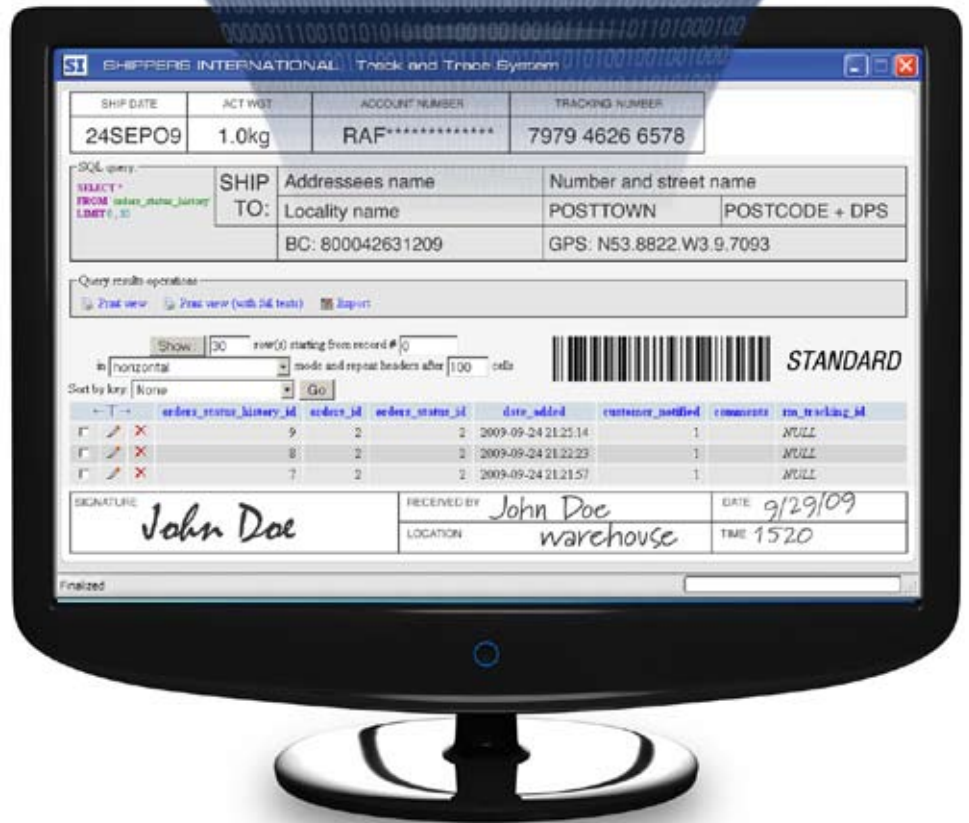 SI SHIPPERS INTERNATIONAL Track and Trace System
SHIP DATE ACT WGT ACCOUNT NUMBER TRACKING NUMBER
24SEPO9 1.0kg RAF************* 7979 4626 6578
SQL query:
SELECT *
FROM orders_status_history
LIMIT 0, 30
SHIP TO:
Addressees name Number and street name
Locality name POSTTOWN POSTCODE + DPS
BC: 800042631209 GPS: N53.8822.W3.9.7093
Query results operations
Print view Print view (with full texts) Export
Show: 30 row(s) starting from record # 0
in horizontal mode and repeat headers after 100 cells
STANDARD
Sort by key: None Go
←T→ orders_status_history_id orders_id orders_status_id date_added customer_notified comments rm_tracking_id
9 2 2 2009-09-24 21:25:14 1 NULL
8 2 2 2009-09-24 21:22:23 1 NULL
7 2 2 2009-09-24 21:21:57 1 NULL
SIGNATURE John Doe RECEIVED BY John Doe DATE 9/29/09
LOCATION warehouse TIME 1520
Finalized